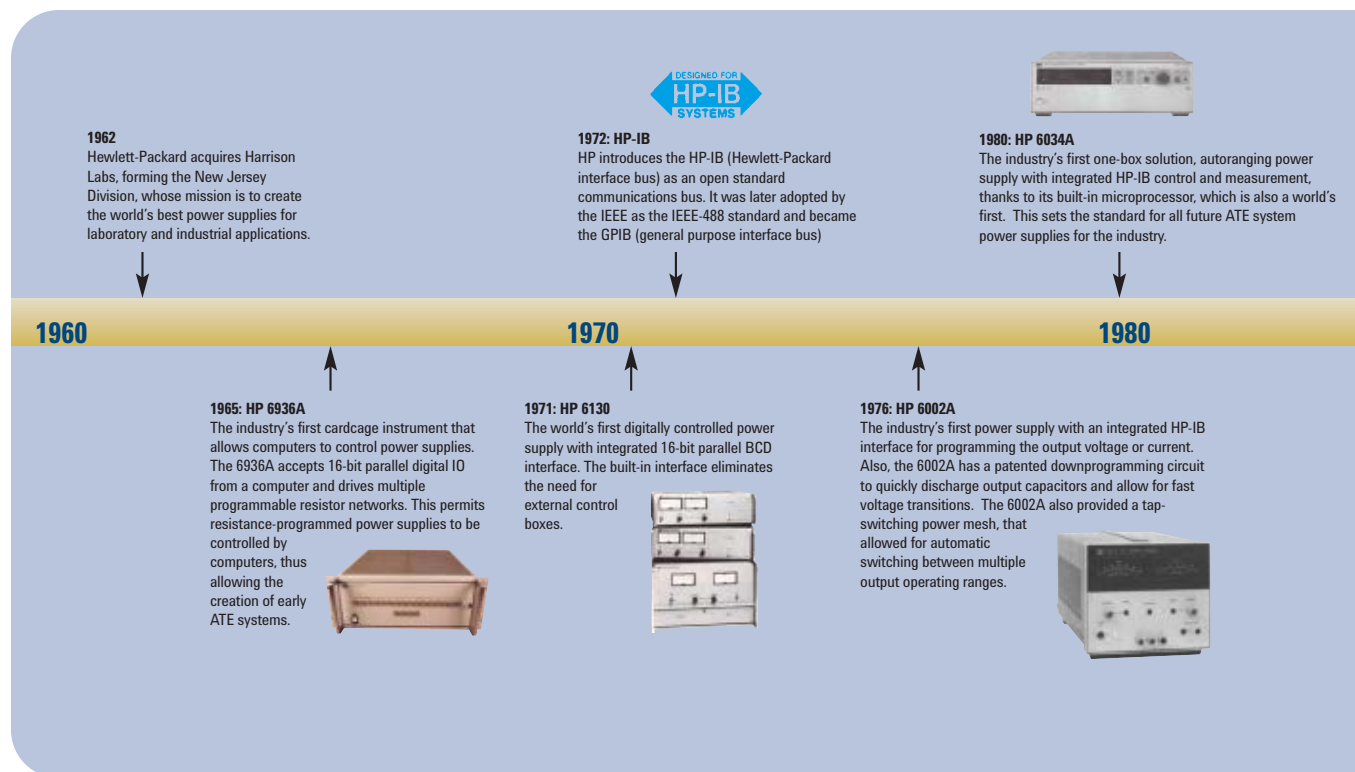 DESIGNED FOR
HP-IB
SYSTEMS
1962
Hewlett-Packard acquires Harrison
Labs, forming the New Jersey
Division, whose mission is to create
the world's best power supplies for
laboratory and industrial applications.
1972: HP-IB
HP introduces the HP-IB (Hewlett-Packard
interface bus) as an open standard
communications bus. It was later adopted by
the IEEE as the IEEE-488 standard and became
the GPIB (general purpose interface bus)
1980: HP 6034A
The industry's first one-box solution, autoranging power
supply with integrated HP-IB control and measurement,
thanks to its built-in microprocessor, which is also a world's
first. This sets the standard for all future ATE system
power supplies for the industry.
1960
1970
1980
1965: HP 6936A
The industry's first cardcage instrument that
allows computers to control power supplies.
The 6936A accepts 16-bit parallel digital IO
from a computer and drives multiple
programmable resistor networks. This permits
resistance-programmed power supplies to be
controlled by
computers, thus
allowing the
creation of early
ATE systems.
1971: HP 6130
The world's first digitally controlled power
supply with integrated 16-bit parallel BCD
interface. The built-in interface eliminates
the need for
external control
boxes.
1976: HP 6002A
The industry's first power supply with an integrated HP-IB
interface for programming the output voltage or current.
Also, the 6002A has a patented downprogramming circuit
to quickly discharge output capacitors and allow for fast
voltage transitions. The 6002A also provided a tap-
switching power mesh, that
allowed for automatic
switching between multiple
output operating ranges.